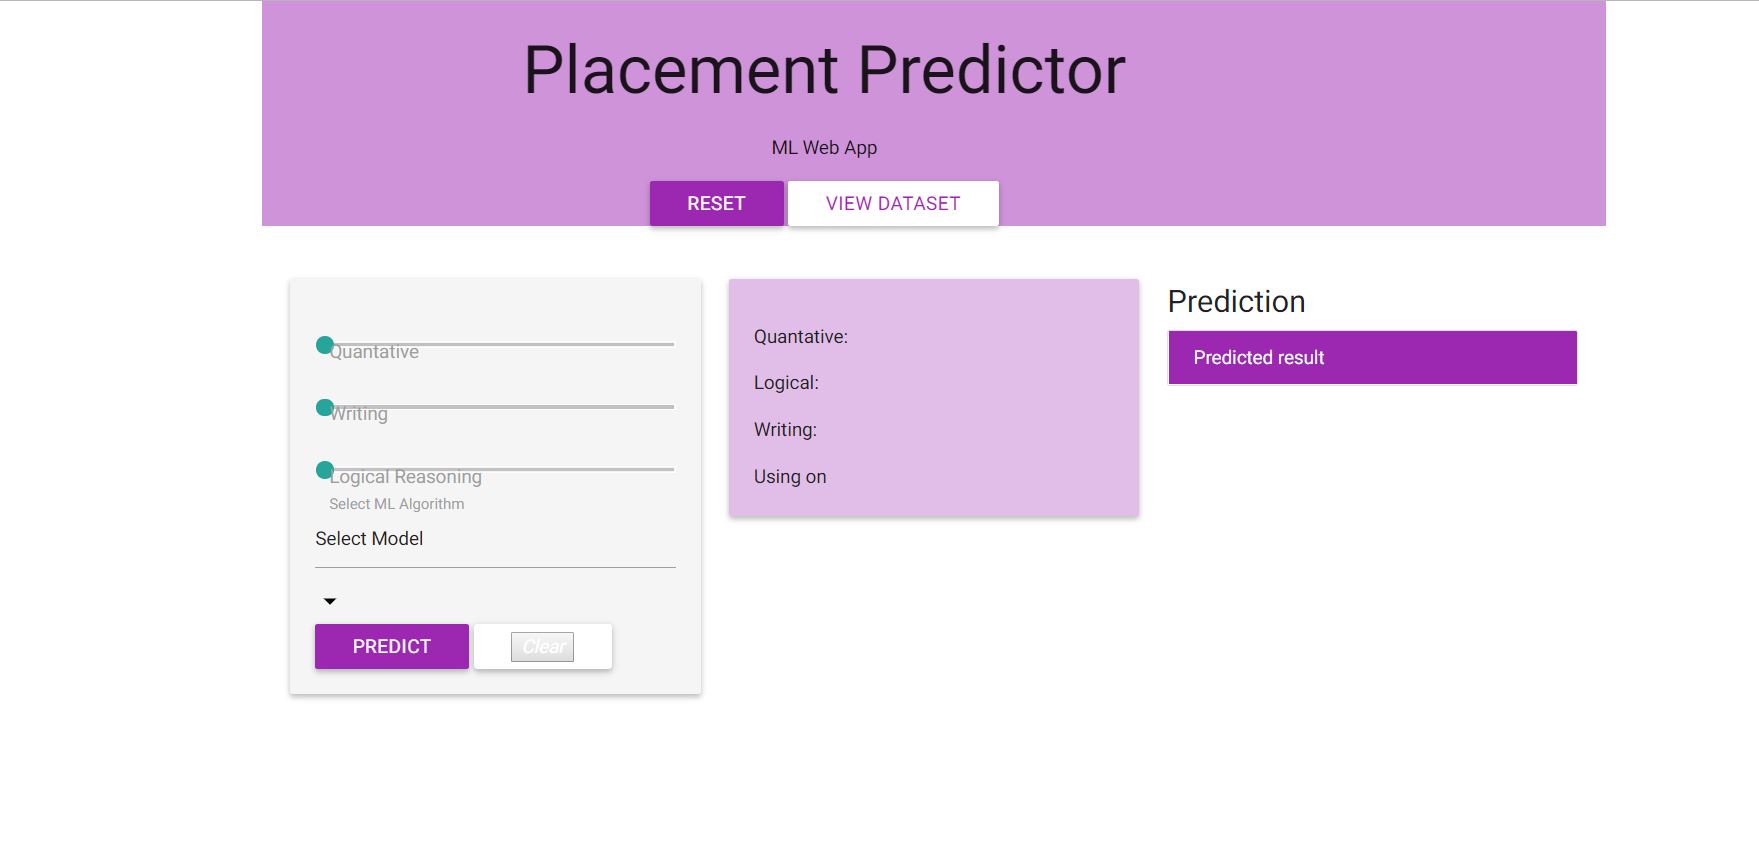 Placement Predictor
ML Web App
RESET
VIEW DATASET
Quantative
Writing
Logical Reasoning
Select ML Algorithm
Select Model
PREDICT
Clear
Quantative:
Logical:
Writing:
Using on
Prediction
Predicted result